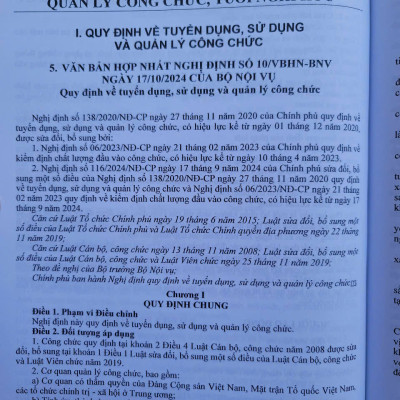 QUẢN LÝ CÔNG CHỨC,
I. QUY ĐỊNH VỀ TUYỂN DỤNG, SỬ DỤNG
VÀ QUẢN LÝ CÔNG CHỨC
5. VĂN BẢN HỢP NHẤT NGHỊ ĐỊNH SỐ 10/VBHN-BNV
NGÀY 17/10/2024 CỦA BỘ NỘI VỤ
Quy định về tuyển dụng, sử dụng và quản lý công chức
Nghị định số 138/2020/NĐ-CP ngày 27 tháng 11 năm 2020 của Chính phủ quy định về
tuyển dụng, sử dụng và quản lý công chức, có hiệu lực kể từ ngày 01 tháng 12 năm 2020,
được sửa đổi, bổ sung bởi:
1. Nghị định số 06/2023/NĐ-CP ngày 21 tháng 02 năm 2023 của Chính phủ quy định về
kiểm định chất lượng đầu vào công chức, có hiệu lực kể từ ngày 10 tháng 4 năm 2023.
2. Nghị định số 116/2024/NĐ-CP ngày 17 tháng 9 năm 2024 của Chính phủ sửa đổi, bổ
sung một số điều của Nghị định số 138/2020/NĐ-CP ngày 27 tháng 11 năm 2020 quy định
về tuyển dụng, sử dụng và quản lý công chức và Nghị định số 06/2023/NĐ-CP ngày 21 tháng
02 năm 2023 quy định về kiểm định chất lượng đầu vào công chức, có hiệu lực kể từ ngày 17
tháng 9 năm 2024.
Căn cứ Luật Tổ chức Chính phủ ngày 19 tháng 6 năm 2015; Luật sửa đổi, bổ sung một
số điều của Luật Tổ chức Chính phủ và Luật Tổ chức Chính quyền địa phương ngày 22 tháng
11 năm 2019;
Căn cứ Luật Cán bộ, công chức ngày 13 tháng 11 năm 2008; Luật sửa đổi, bổ sung một
số điều của Luật Cán bộ, công chức và Luật Viên chức ngày 25 tháng 11 năm 2019;
Theo đề nghị của Bộ trưởng Bộ Nội vụ;
Chính phủ ban hành Nghị định quy định về tuyển dụng, sử dụng và quản lý công chức
Chương I
QUY ĐỊNH CHUNG
Điều 1. Phạm vi Điều chỉnh
Nghị định này quy định về tuyển dụng, sử dụng và quản lý công chức.
Điều 2. Đối tượng áp dụng
1. Công chức quy định tại khoản 2 Điều 4 Luật Cán bộ, công chức năm 2008 được sửa
đổi, bổ sung tại khoản 1 Điều 1 Luật sửa đổi, bổ sung một số điều của Luật Cán bộ, công chức
và Luật Viên chức năm 2019.
2. Cơ quan quản lý công chức, bao gồm:
a) Cơ quan có thẩm quyền của Đảng Cộng sản Việt Nam, Mặt trận Tổ quốc Việt Nam,
các tổ chức chính trị - xã hội ở Trung ương;